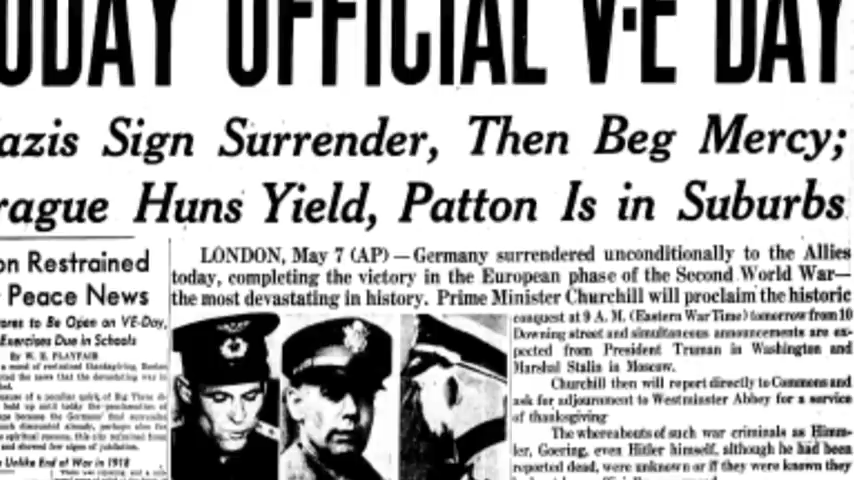 ODAY OFFICIAL V-E DAY
azis Sign Surrender, Then Beg Mercy;
rague Huns Yield, Patton Is in Suburbs
on Restrained
Peace News
ores to Be Open on VE-Day,
Exercises Due in Schools
By W. E. PLAYFAIR
Unlike End of War in 1918
LONDON, May 7 (AP) — Germany surrendered unconditionally to the Allies
today, completing the victory in the European phase of the Second World War—
the most devastating in history. Prime Minister Churchill will proclaim the historic
conquest at 9 A. M. (Eastern War Time) tomorrow from 10
Downing street and simultaneous announcements are ex-
pected from President Truman in Washington and
Marshal Stalin in Moscow.
Churchill then will report directly to Commons and
ask for adjournment to Westminster Abbey for a service
of thanksgiving
The whereabouts of such war criminals as Himm-
ler, Goering, even Hitler himself, although he had been
reported dead, were unknown or if they were known they